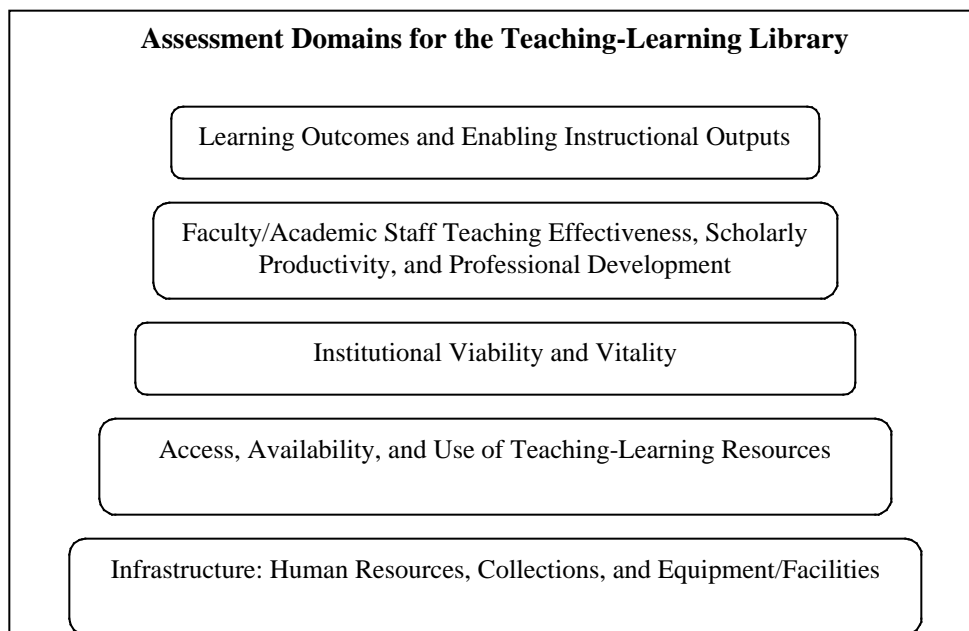 Assessment Domains for the Teaching-Learning Library
Learning Outcomes and Enabling Instructional Outputs
Faculty/Academic Staff Teaching Effectiveness, Scholarly
Productivity, and Professional Development
Institutional Viability and Vitality
Access, Availability, and Use of Teaching-Learning Resources
Infrastructure: Human Resources, Collections, and Equipment/Facilities